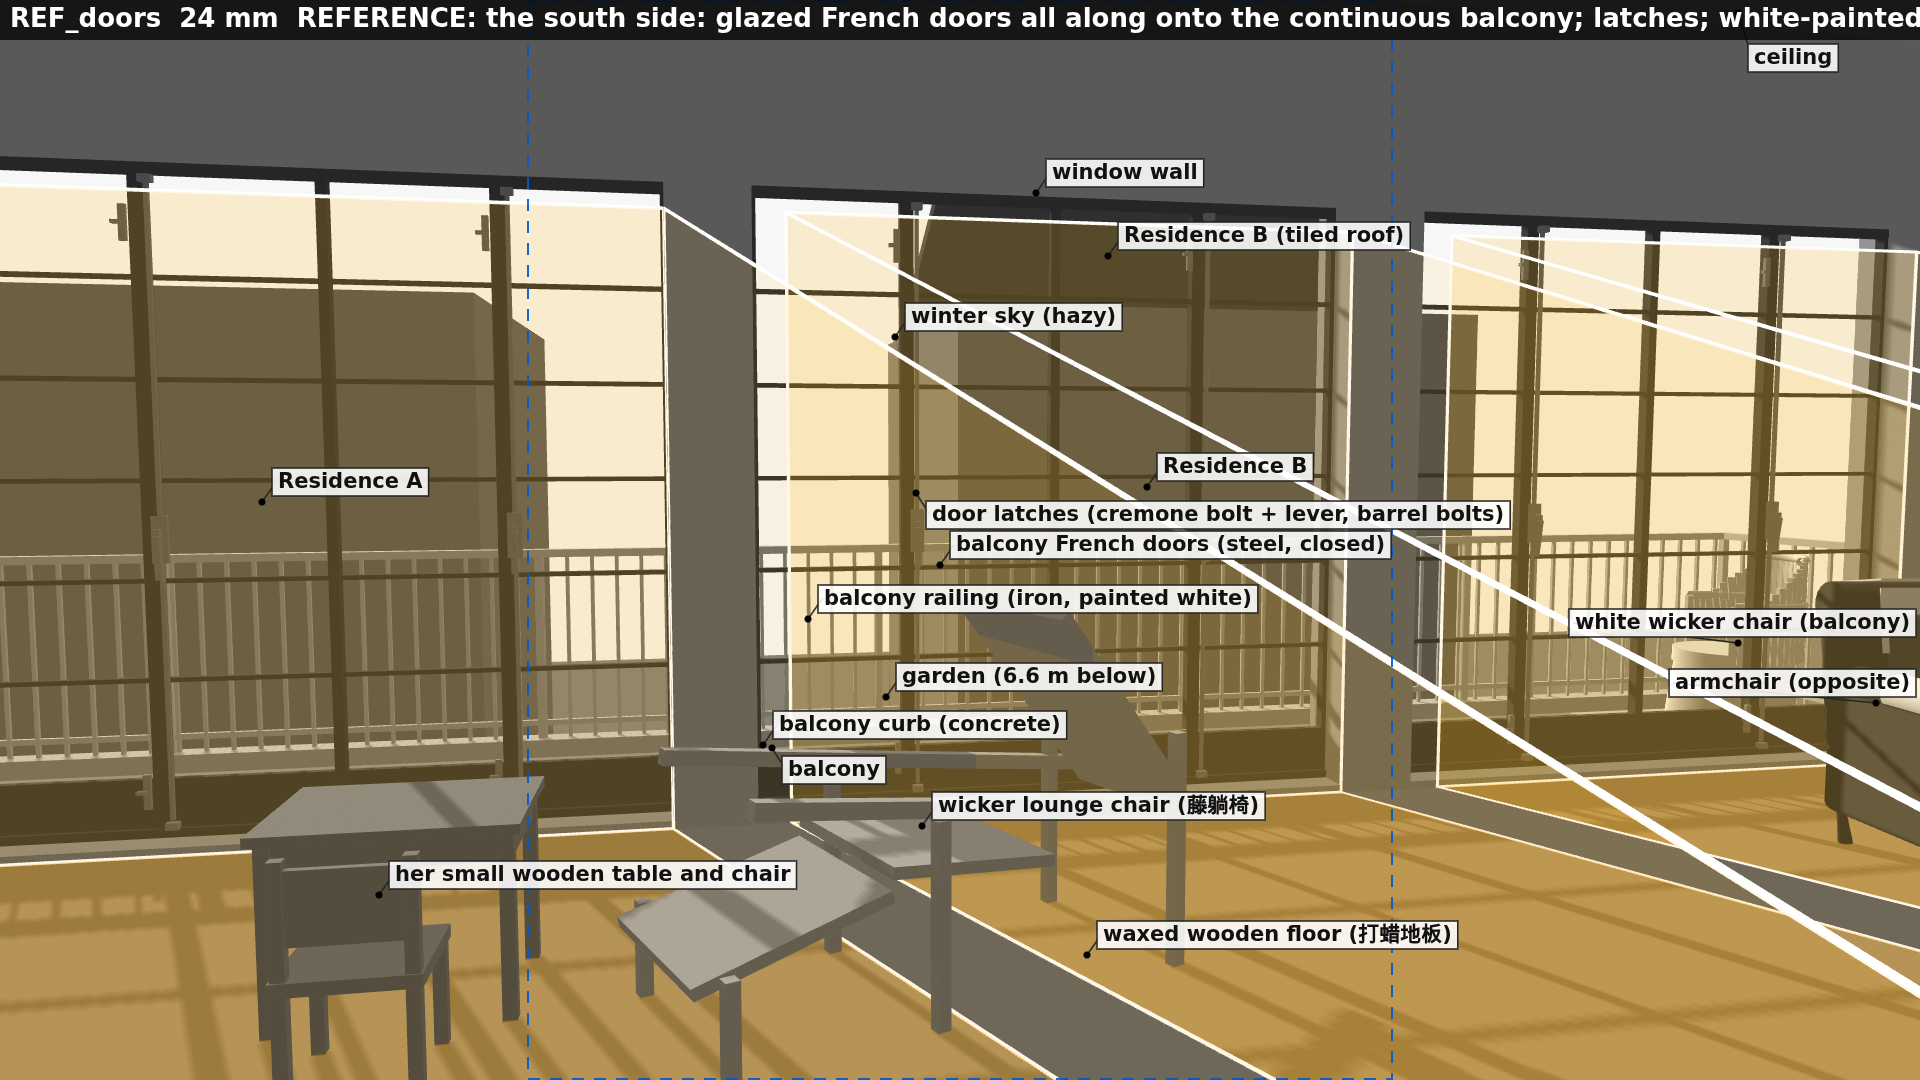 REF_doors 24 mm REFERENCE: the south side: glazed French doors all along onto the continuous balcony; latches; white-painted
ceiling
window wall
Residence B (tiled roof)
winter sky (hazy)
Residence B
Residence A
door latches (cremone bolt + lever, barrel bolts)
balcony French doors (steel, closed)
balcony railing (iron, painted white)
white wicker chair (balcony)
garden (6.6 m below)
armchair (opposite)
balcony curb (concrete)
balcony
wicker lounge chair (藤躺椅)
her small wooden table and chair
waxed wooden floor (打蜡地板)